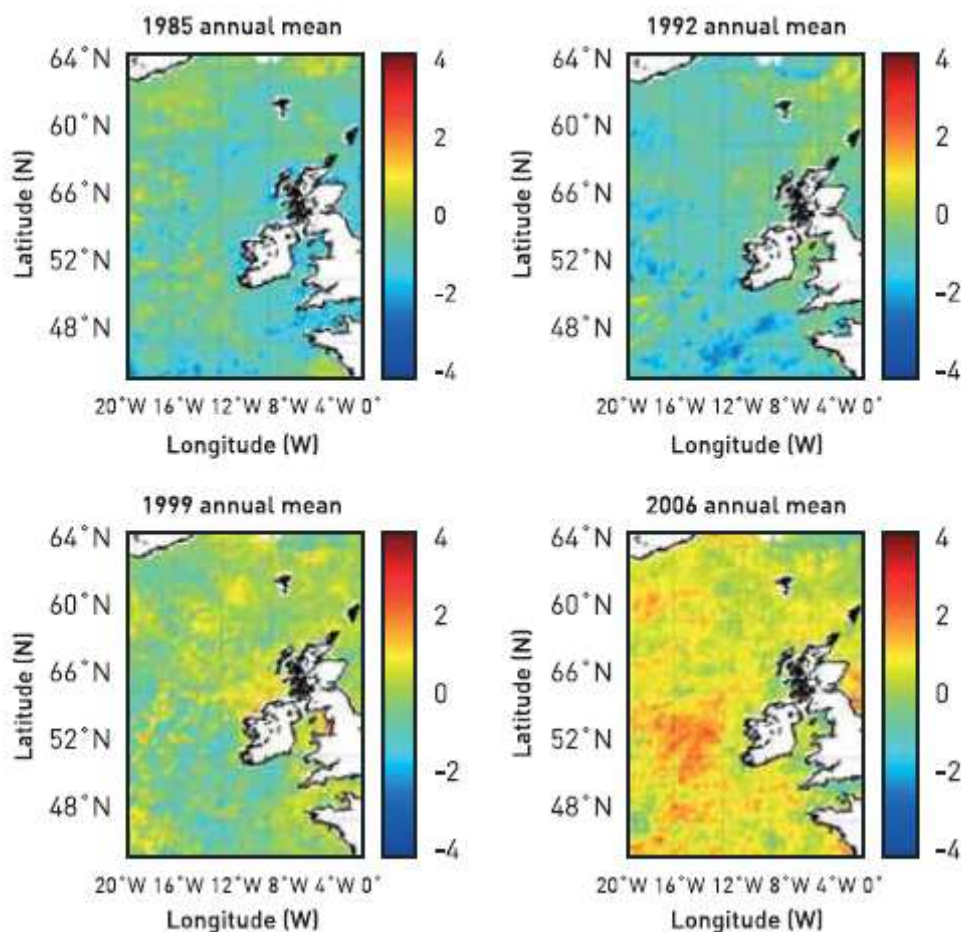 1985 annual mean
1992 annual mean
64°N
60°N
66°N
52°N
48°N
Latitude (N)
4
2
0
-2
-4
20°W 16°W 12°W 8°W 4°W 0°
Longitude (W)
64°N
60°N
66°N
52°N
48°N
Latitude (N)
4
2
0
-2
-4
20°W 16°W 12°W 8°W 4°W 0°
Longitude (W)
1999 annual mean
2006 annual mean
64°N
60°N
66°N
52°N
48°N
Latitude (N)
4
2
0
-2
-4
20°W 16°W 12°W 8°W 4°W 0°
Longitude (W)
64°N
60°N
66°N
52°N
48°N
Latitude (N)
4
2
0
-2
-4
20°W 16°W 12°W 8°W 4°W 0°
Longitude (W)